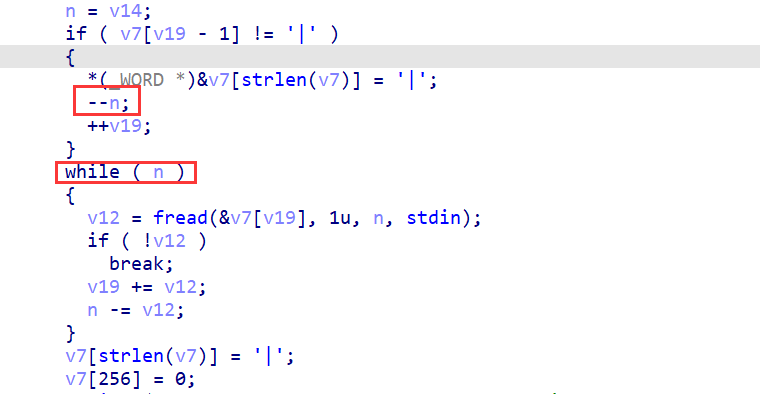 n = v14;
if ( v7[v19 - 1] != '|' )
{
*(_WORD *)&v7[strlen(v7)] = '|';
--n;
++v19;
}
while ( n )
{
v12 = fread(&v7[v19], 1u, n, stdin);
if ( !v12 )
break;
v19 += v12;
n -= v12;
}
v7[strlen(v7)] = '|';
v7[256] = 0;